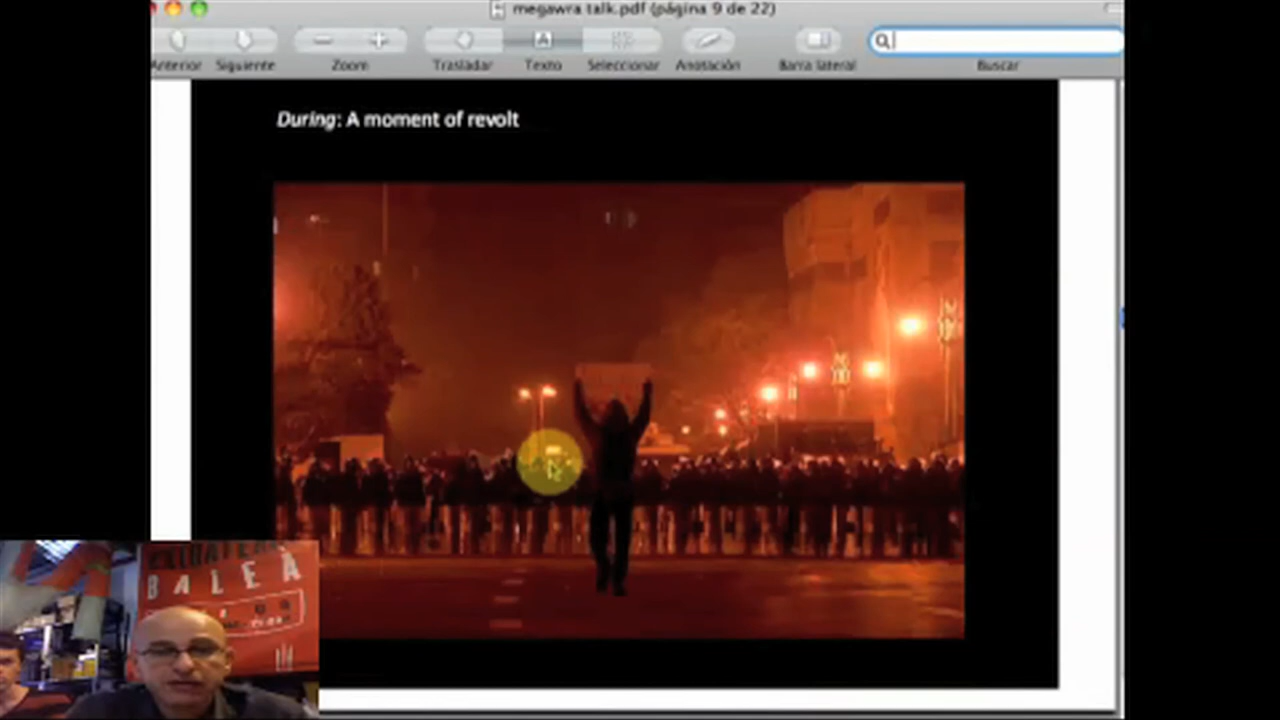 megawra talk.pdf (página 9 de 22)
Anterior
Siguiente
Zoom
Trasladar
Texto
Seleccionar
Anotación
Barra lateral
Buscar
During: A moment of revolt
BALEA